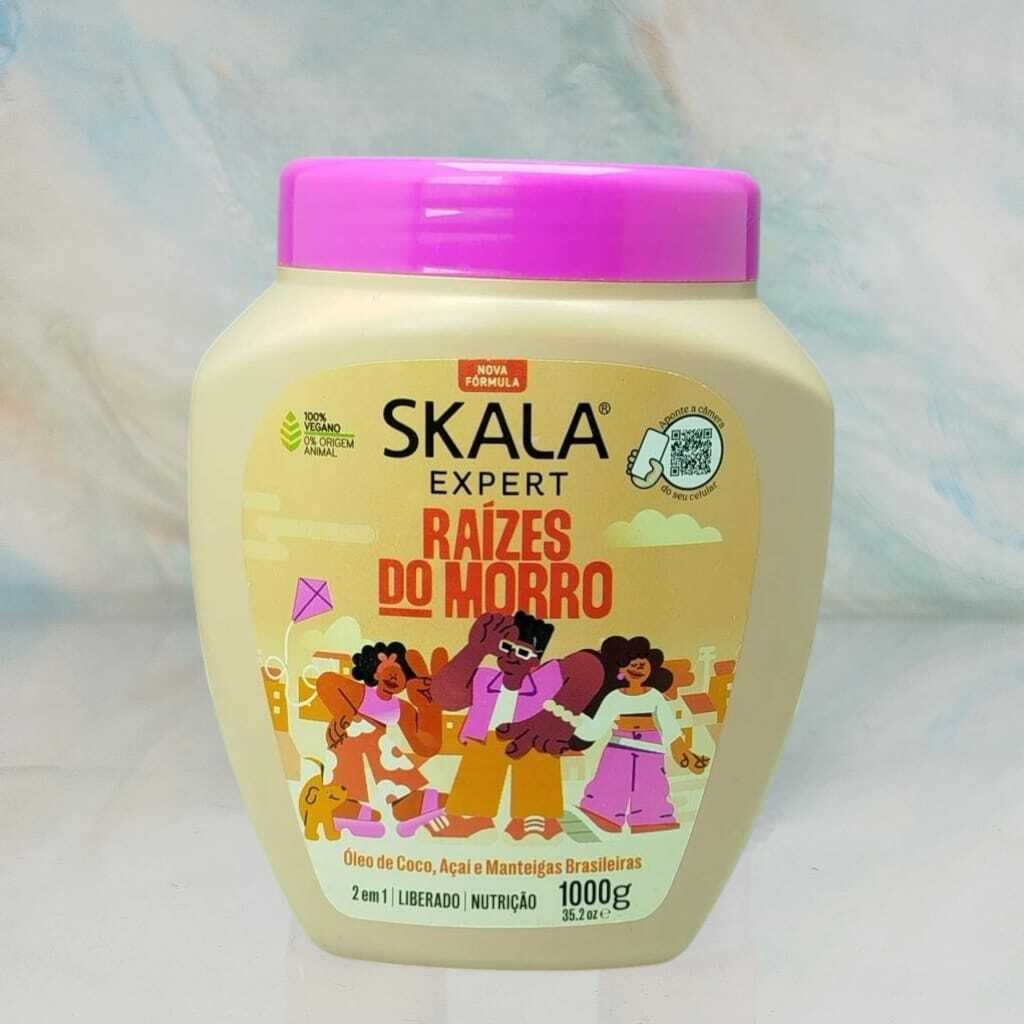 NOVA
FÓRMULA
100%
VEGANO
0% ORIGEM
ANIMAL
SKALA®
EXPERT
Aponte a câmera
do seu celular
RAÍZES
DO MORRO
Óleo de Coco, Açaí e Manteigas Brasileiras
2 em 1 | LIBERADO | NUTRIÇÃO
1000g
35.2 oz ℮